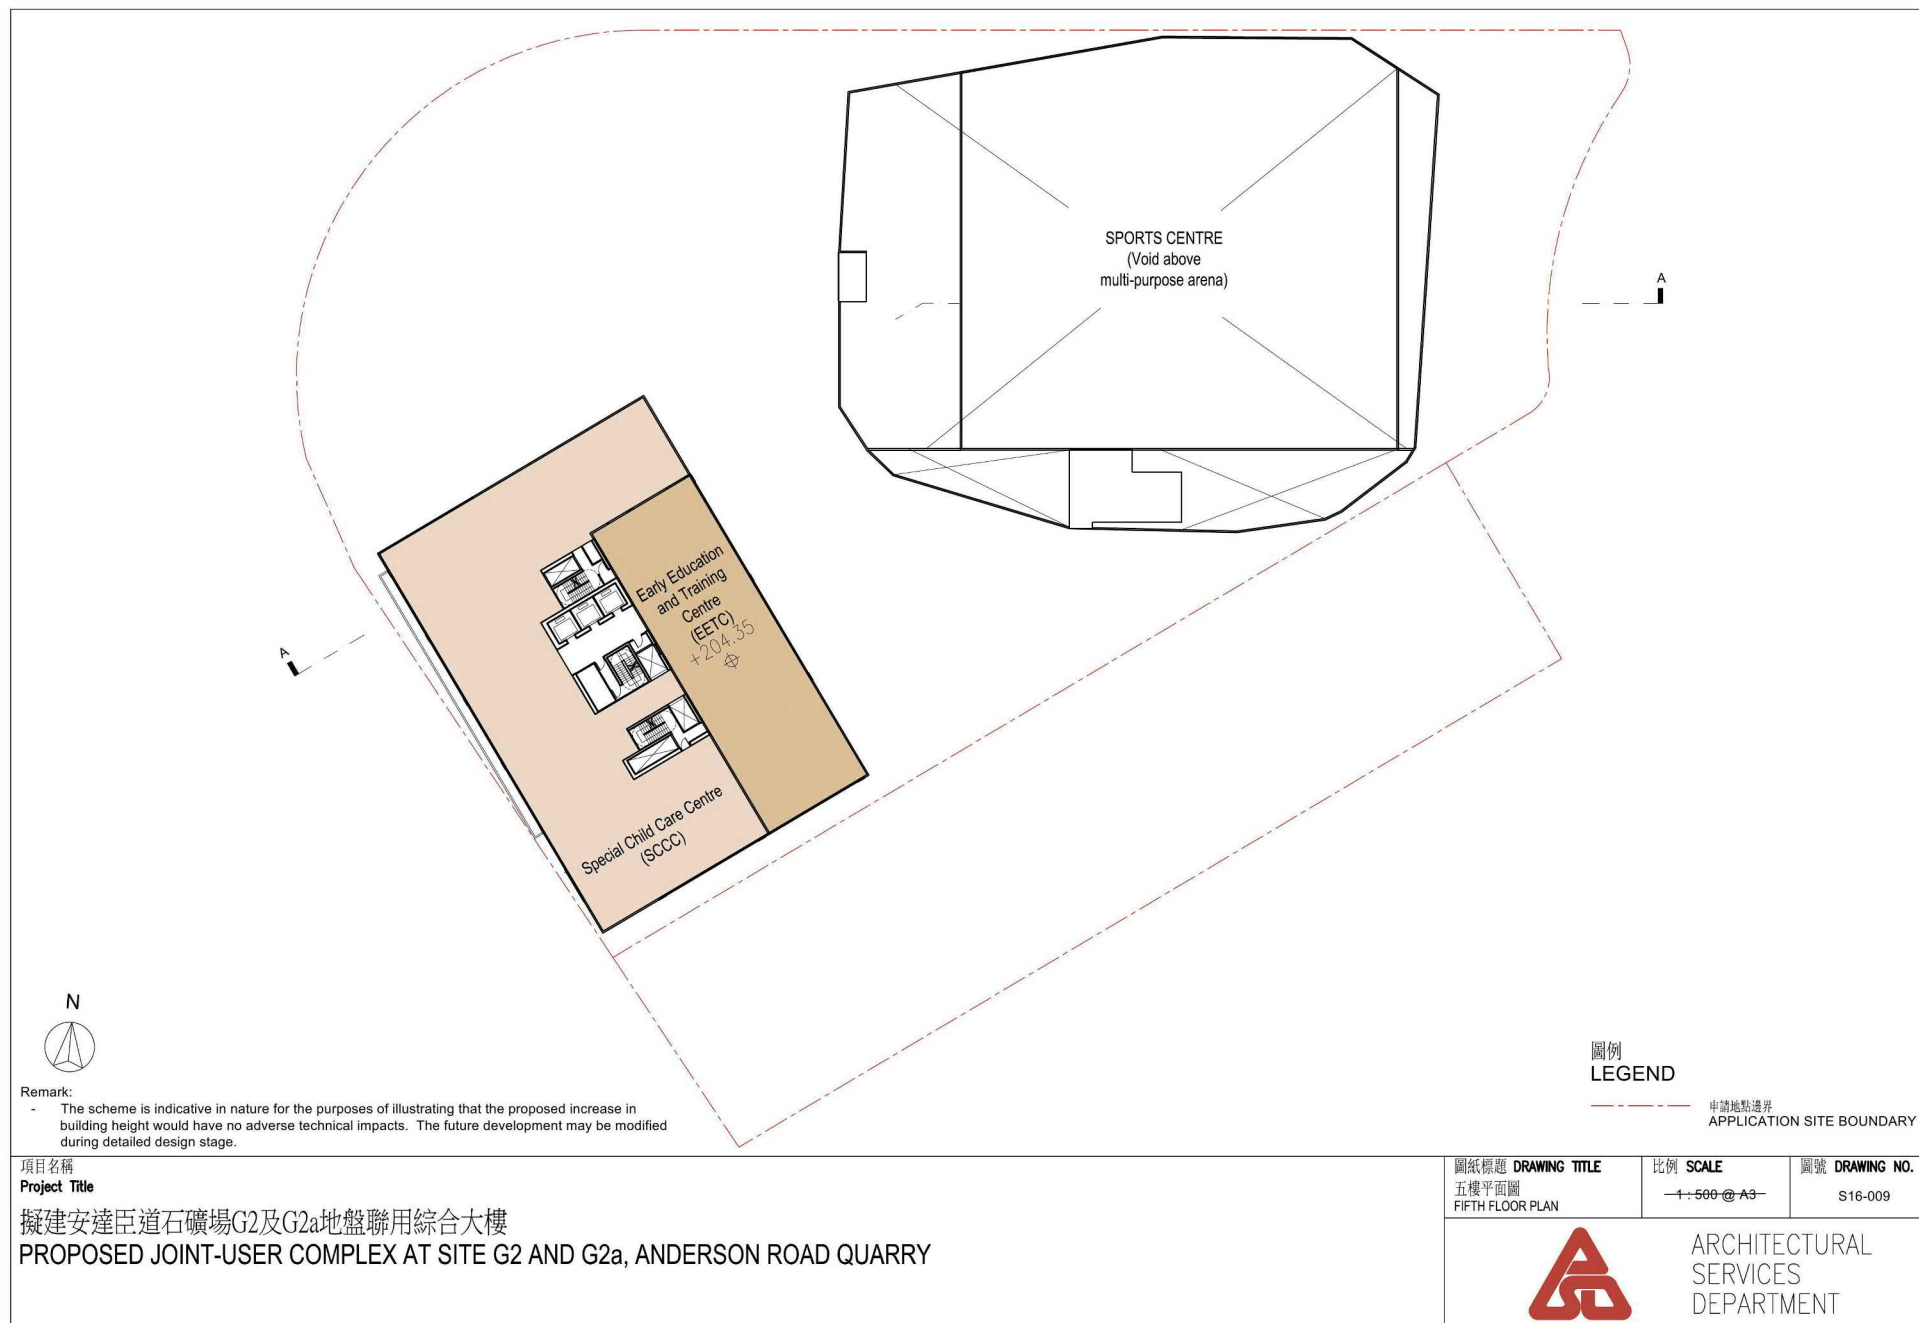 SPORTS CENTRE
(Void above
multi-purpose arena)
A
A
Early Education
and Training
Centre
(EETC)
+204.35
Special Child Care Centre
(SCCC)
N
Remark:
- The scheme is indicative in nature for the purposes of illustrating that the proposed increase in
building height would have no adverse technical impacts. The future development may be modified
during detailed design stage.
圖例
LEGEND
申請地點邊界
APPLICATION SITE BOUNDARY
項目名稱
Project Title
擬建安達臣道石礦場G2及G2a地盤聯用綜合大樓
PROPOSED JOINT-USER COMPLEX AT SITE G2 AND G2a, ANDERSON ROAD QUARRY
圖紙標題 DRAWING TITLE
五樓平面圖
FIFTH FLOOR PLAN
比例 SCALE
1 : 500 @ A3
圖號 DRAWING NO.
S16-009
ARCHITECTURAL
SERVICES
DEPARTMENT